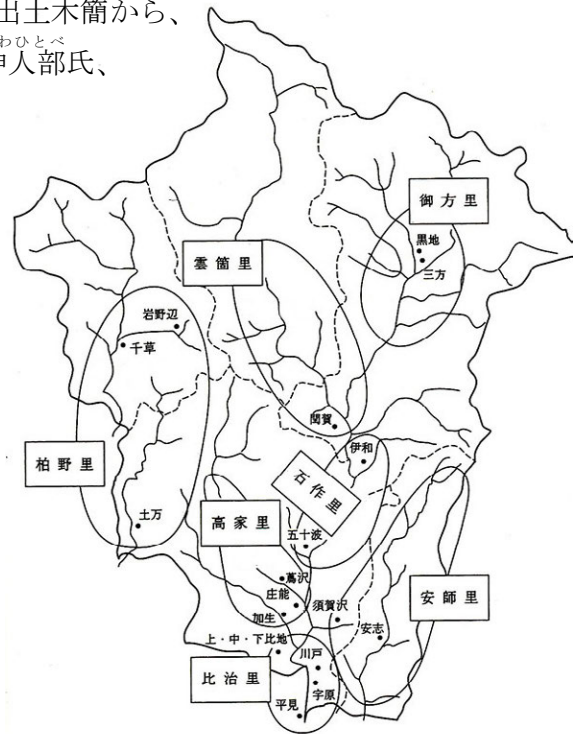 出土木簡から、
わひとべ
人部氏、
御方里
黒地
三方
雲箇里
岩野辺
千草
閏賀
伊和
柏野里
石作里
土万
高家里
五十波
蔦沢
庄能
加生
須賀沢
安師里
安志
上・中・下比地
川戸
比治里
宇原
平見